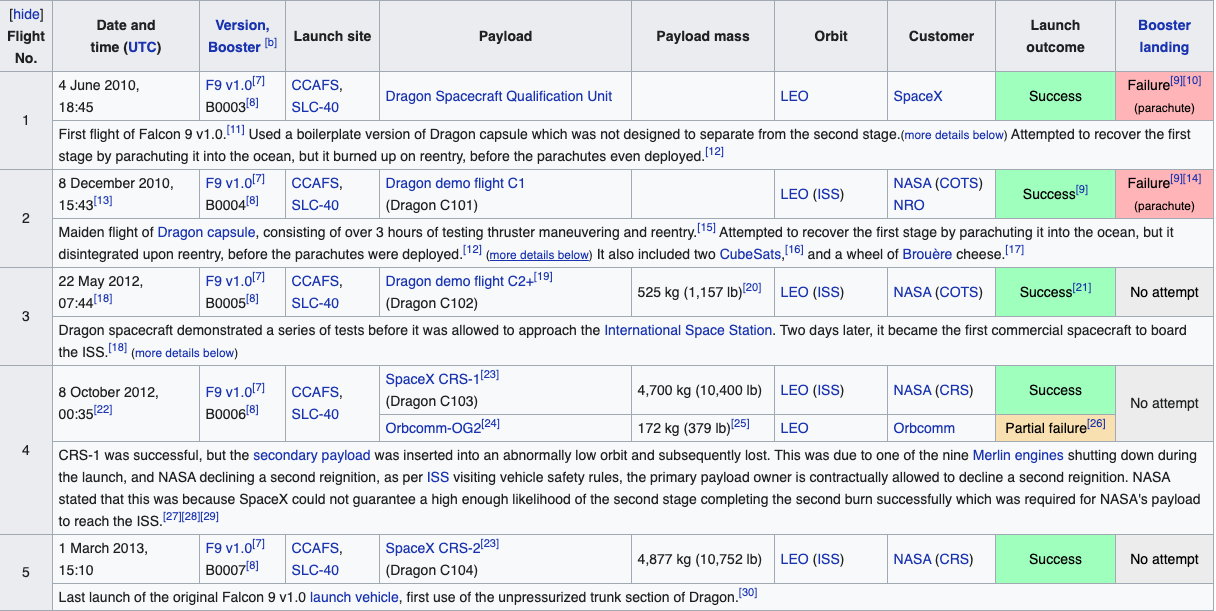 [hide]
Flight
No.
Date and
time (UTC)
Version,
Booster [b]
Launch site
Payload
Payload mass
Orbit
Customer
Launch
outcome
Booster
landing
1
4 June 2010,
18:45
F9 v1.0[7]
B0003[8]
CCAFS,
SLC-40
Dragon Spacecraft Qualification Unit
LEO
SpaceX
Success
Failure[9][10]
(parachute)
First flight of Falcon 9 v1.0.[11] Used a boilerplate version of Dragon capsule which was not designed to separate from the second stage.(more details below) Attempted to recover the first
stage by parachuting it into the ocean, but it burned up on reentry, before the parachutes even deployed.[12]
2
8 December 2010,
15:43[13]
F9 v1.0[7]
B0004[8]
CCAFS,
SLC-40
Dragon demo flight C1
(Dragon C101)
LEO (ISS)
NASA (COTS)
NRO
Success[9]
Failure[9][14]
(parachute)
Maiden flight of Dragon capsule, consisting of over 3 hours of testing thruster maneuvering and reentry.[15] Attempted to recover the first stage by parachuting it into the ocean, but it
disintegrated upon reentry, before the parachutes were deployed.[12] (more details below) It also included two CubeSats,[16] and a wheel of Brouère cheese.[17]
3
22 May 2012,
07:44[18]
F9 v1.0[7]
B0005[8]
CCAFS,
SLC-40
Dragon demo flight C2+[19]
(Dragon C102)
525 kg (1,157 lb)[20]
LEO (ISS)
NASA (COTS)
Success[21]
No attempt
Dragon spacecraft demonstrated a series of tests before it was allowed to approach the International Space Station. Two days later, it became the first commercial spacecraft to board
the ISS.[18] (more details below)
4
8 October 2012,
00:35[22]
F9 v1.0[7]
B0006[8]
CCAFS,
SLC-40
SpaceX CRS-1[23]
(Dragon C103)
4,700 kg (10,400 lb)
LEO (ISS)
NASA (CRS)
Success
No attempt
Orbcomm-OG2[24]
172 kg (379 lb)[25]
LEO
Orbcomm
Partial failure[26]
CRS-1 was successful, but the secondary payload was inserted into an abnormally low orbit and subsequently lost. This was due to one of the nine Merlin engines shutting down during
the launch, and NASA declining a second reignition, as per ISS visiting vehicle safety rules, the primary payload owner is contractually allowed to decline a second reignition. NASA
stated that this was because SpaceX could not guarantee a high enough likelihood of the second stage completing the second burn successfully which was required for NASA's payload
to reach the ISS.[27][28][29]
5
1 March 2013,
15:10
F9 v1.0[7]
B0007[8]
CCAFS,
SLC-40
SpaceX CRS-2[23]
(Dragon C104)
4,877 kg (10,752 lb)
LEO (ISS)
NASA (CRS)
Success
No attempt
Last launch of the original Falcon 9 v1.0 launch vehicle, first use of the unpressurized trunk section of Dragon.[30]